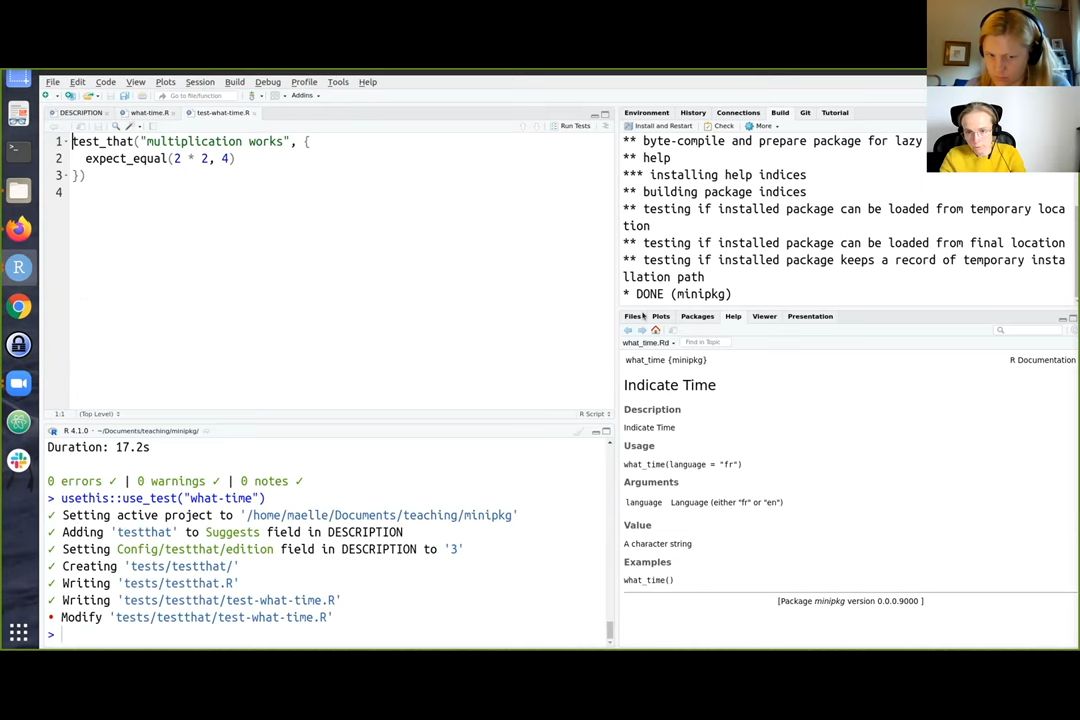 File Edit Code View Plots Session Build Debug Profile Tools Help
Go to file/function Addins
DESCRIPTION what-time.R test-what-time.R
Run Tests
1 test_that("multiplication works", {
2 expect_equal(2 * 2, 4)
3 })
4
1:1 (Top Level) R Script
R 4.1.0 · ~/Documents/teaching/minipkg/
Duration: 17.2s
0 errors ✓ | 0 warnings ✓ | 0 notes ✓
> usethis::use_test("what-time")
✓ Setting active project to '/home/maelle/Documents/teaching/minipkg'
✓ Adding 'testthat' to Suggests field in DESCRIPTION
✓ Setting Config/testthat/edition field in DESCRIPTION to '3'
✓ Creating 'tests/testthat/'
✓ Writing 'tests/testthat.R'
✓ Writing 'tests/testthat/test-what-time.R'
• Modify 'tests/testthat/test-what-time.R'
>
Environment History Connections Build Git Tutorial
Install and Restart Check More
** byte-compile and prepare package for lazy
** help
*** installing help indices
** building package indices
** testing if installed package can be loaded from temporary loca
tion
** testing if installed package can be loaded from final location
** testing if installed package keeps a record of temporary insta
llation path
* DONE (minipkg)
Files Plots Packages Help Viewer Presentation
what_time.Rd Find in Topic
what_time {minipkg} R Documentation
Indicate Time
Description
Indicate Time
Usage
what_time(language = "fr")
Arguments
language Language (either "fr" or "en")
Value
A character string
Examples
what_time()
[Package minipkg version 0.0.0.9000 ]